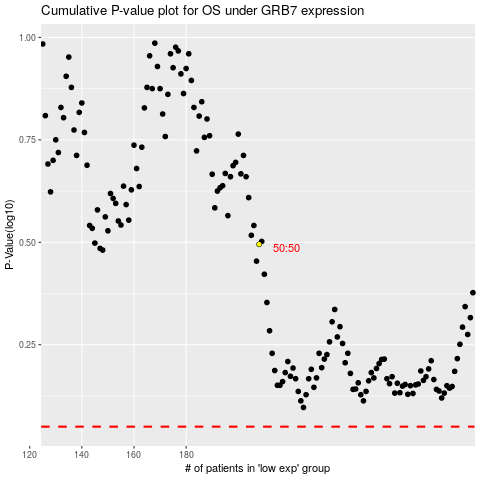 Cumulative P-value plot for OS under GRB7 expression
P-Value(log10)
1.00
0.75
0.50
0.25
50:50
120 140 160 180
# of patients in 'low exp' group